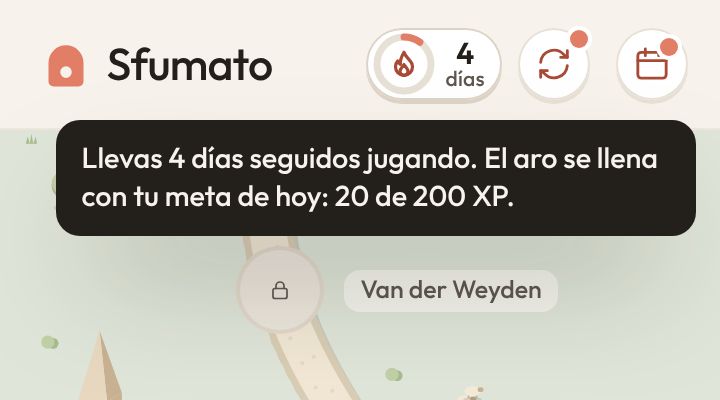 Sfumato
4
días
Llevas 4 días seguidos jugando. El aro se llena
con tu meta de hoy: 20 de 200 XP.
Van der Weyden